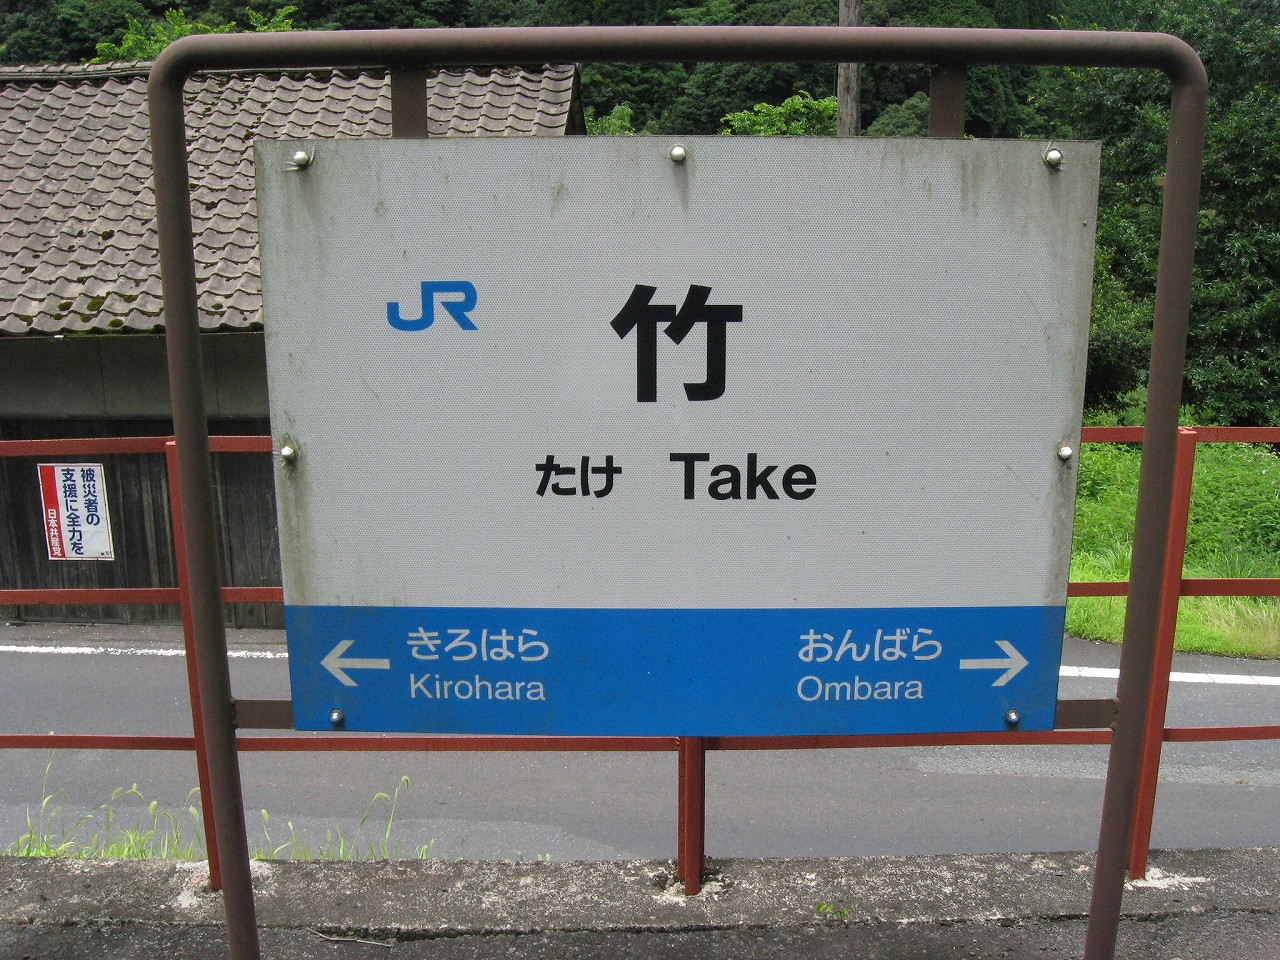 JR
竹
たけ Take
きろはら
Kirohara
おんばら
Ombara
被災者の
支援に全力を
日本共産党